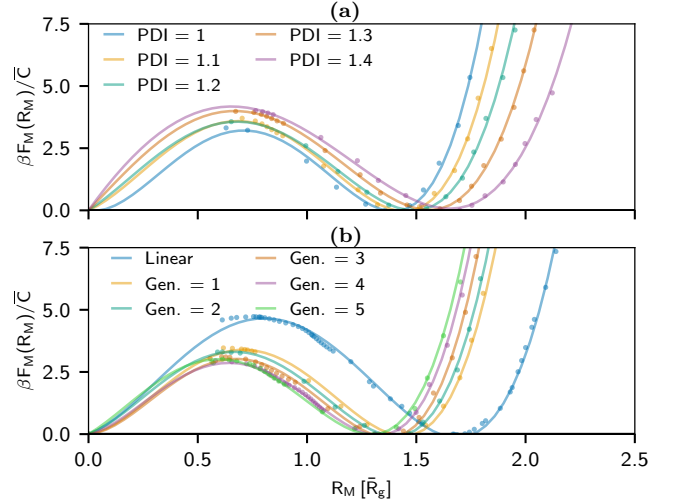 (a)
7.5
5.0
2.5
0.0
βF_M(R_M)/C̅
PDI = 1
PDI = 1.1
PDI = 1.2
PDI = 1.3
PDI = 1.4
(b)
7.5
5.0
2.5
0.0
βF_M(R_M)/C̅
Linear
Gen. = 1
Gen. = 2
Gen. = 3
Gen. = 4
Gen. = 5
0.0 0.5 1.0 1.5 2.0 2.5
R_M [R̅_g]